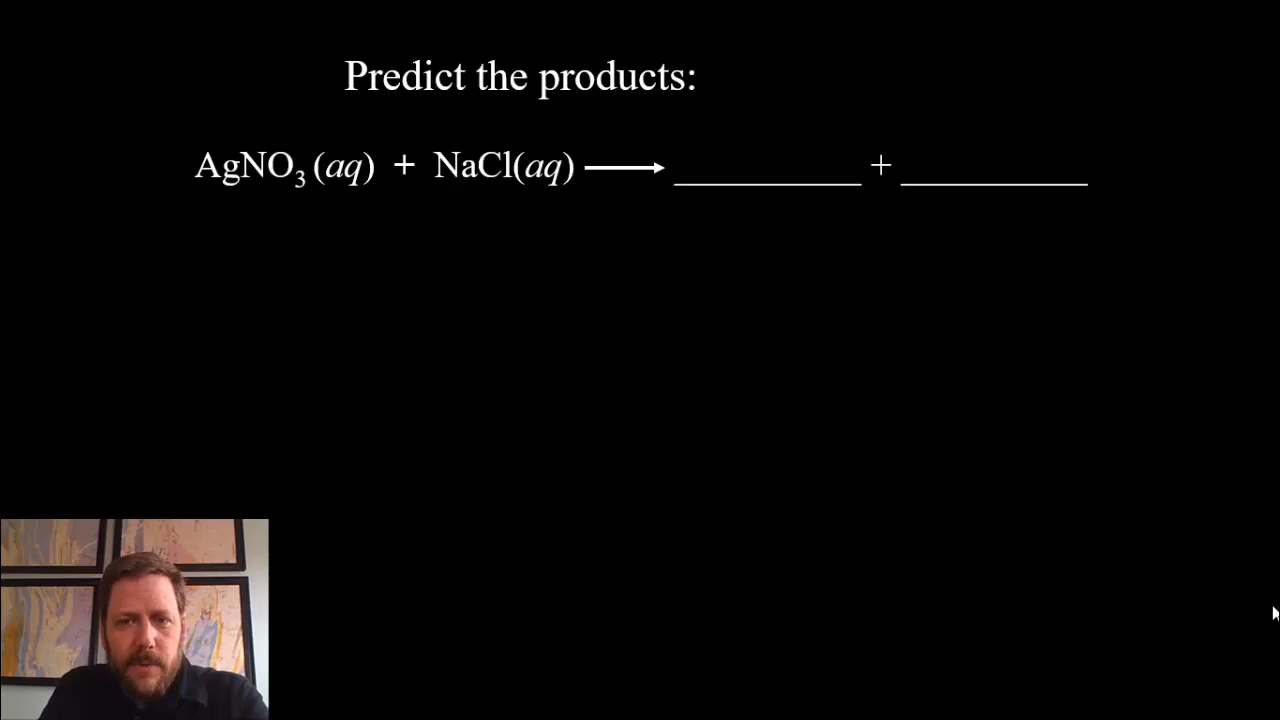 Predict the products:
AgNO₃ (aq) + NaCl(aq) ⟶ __________ + __________